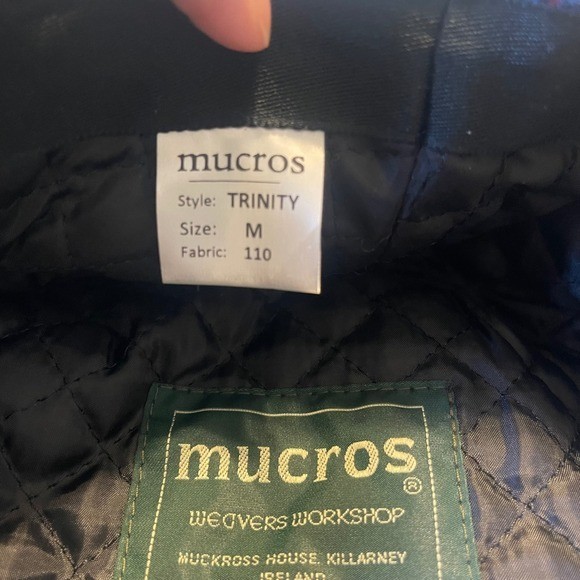 mucros
Style: TRINITY
Size: M
Fabric: 110
mucros ®
WEAVERS WORKSHOP
MUCKROSS HOUSE, KILLARNEY
IRELAND